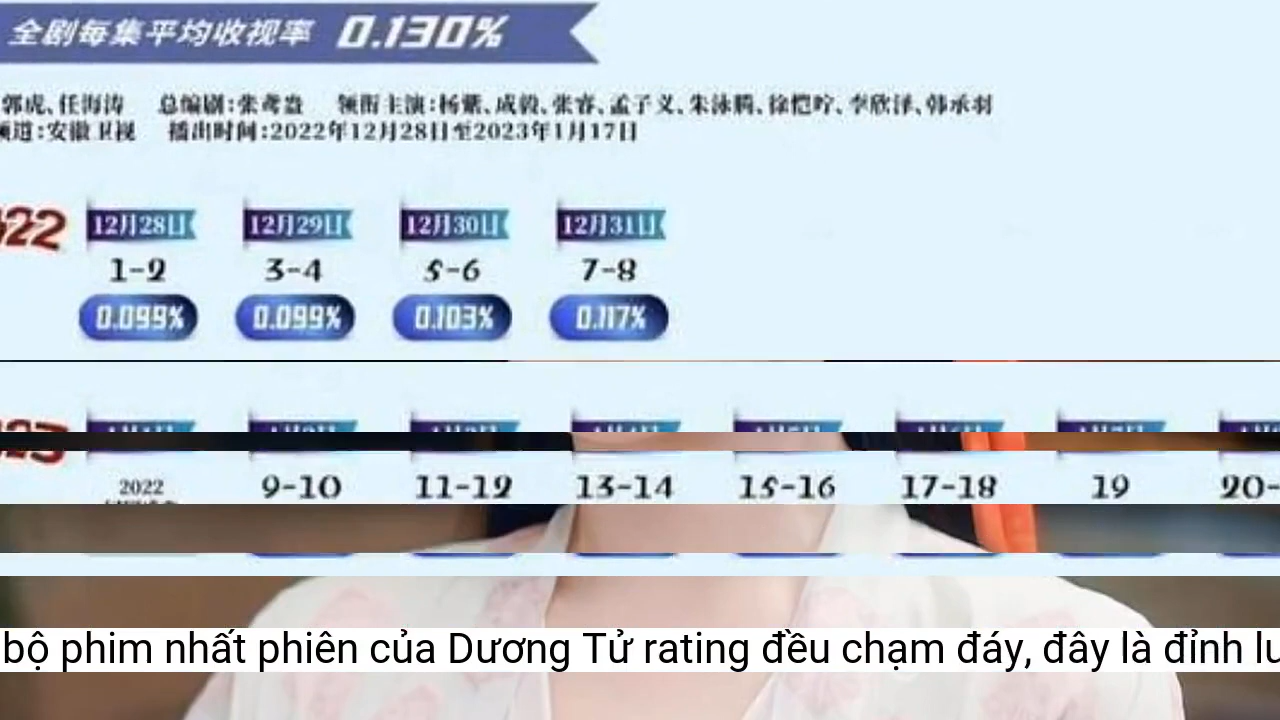 全剧每集平均收视率 0.130%
郭虎、任海涛 总编剧:张鸢盎 领衔主演:杨紫、成毅、张睿、孟子义、朱泳腾、徐恺咛、李欣泽、韩承羽
频道:安徽卫视 播出时间:2022年12月28日至2023年1月17日
022 12月28日 12月29日 12月30日 12月31日
1-2 3-4 5-6 7-8
0.099% 0.099% 0.103% 0.117%
2022 9-10 11-12 13-14 15-16 17-18 19 20-
bộ phim nhất phiên của Dương Tử rating đều chạm đáy, đây là đỉnh lư